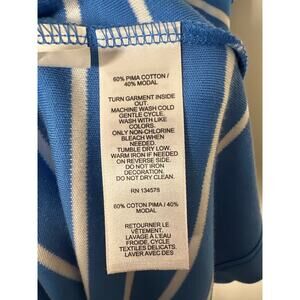 60% PIMA COTTON /
40% MODAL
TURN GARMENT INSIDE
OUT.
MACHINE WASH COLD
GENTLE CYCLE.
WASH WITH LIKE
COLORS.
ONLY NON-CHLORINE
BLEACH WHEN
NEEDED.
TUMBLE DRY LOW.
WARM IRON IF NEEDED
ON REVERSE SIDE.
DO NOT IRON
DECORATION.
DO NOT DRY CLEAN.
RN 134578
60% COTON PIMA / 40%
MODAL
RETOURNER LE
VÊTEMENT.
LAVAGE À L'EAU
FROIDE, CYCLE
TEXTILES DÉLICATS.
LAVER AVEC DES